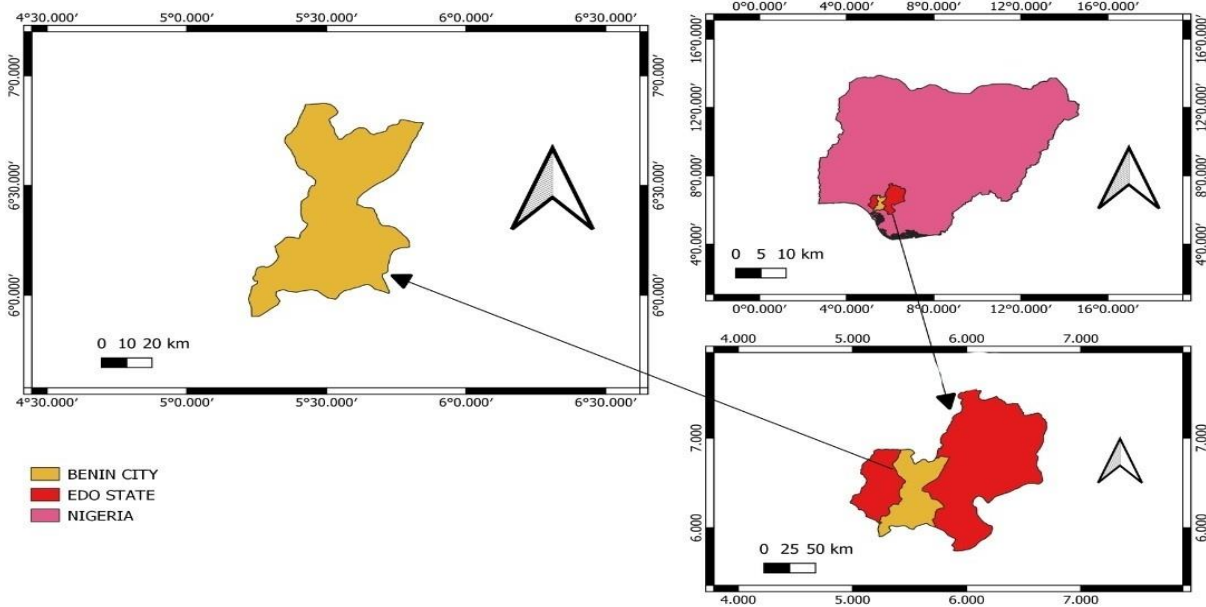 4°30.000' 5°0.000' 5°30.000' 6°0.000' 6°30.000'
7°0.000' 7°0.000'
6°30.000' 6°30.000'
6°0.000' 6°0.000'
0 10 20 km
4°30.000' 5°0.000' 5°30.000' 6°0.000' 6°30.000'
0°0.000' 4°0.000' 8°0.000' 12°0.000' 16°0.000'
16°0.000' 16°0.000'
12°0.000' 12°0.000'
8°0.000' 8°0.000'
4°0.000' 4°0.000'
0 5 10 km
0°0.000' 4°0.000' 8°0.000' 12°0.000' 16°0.000'
4.000 5.000 6.000 7.000
7.000 7.000
6.000 6.000
0 25 50 km
4.000 5.000 6.000 7.000
BENIN CITY
EDO STATE
NIGERIA